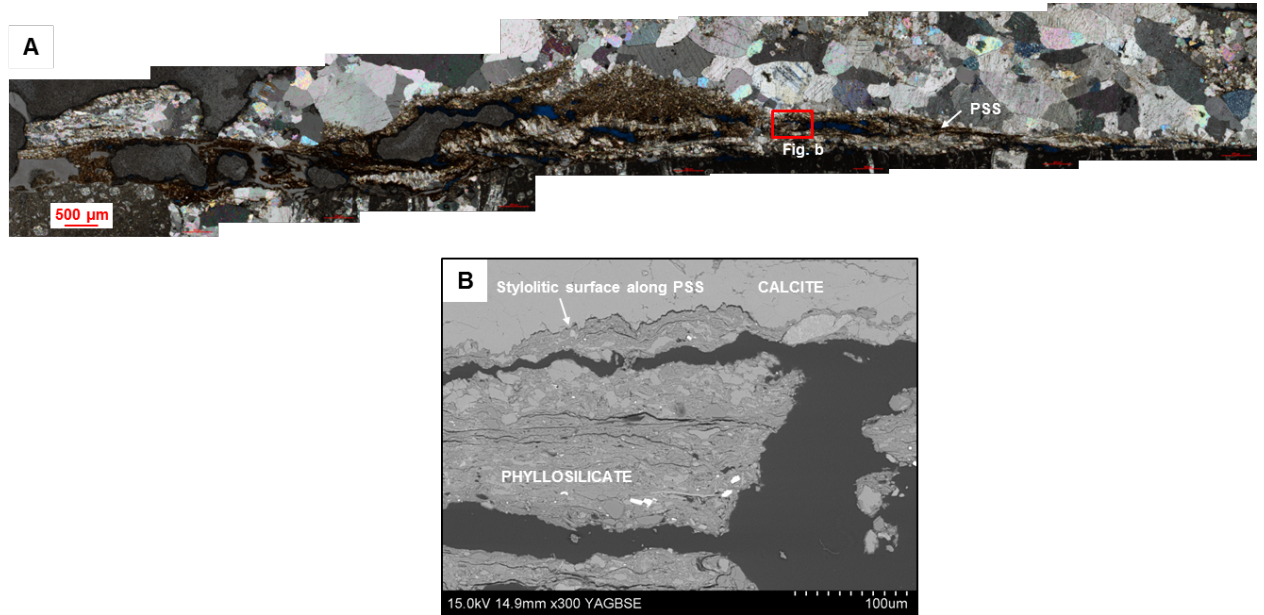 A
PSS
Fig. b
500 µm
B
Stylolitic surface along PSS
CALCITE
PHYLLOSILICATE
15.0kV 14.9mm x300 YAGBSE
100um